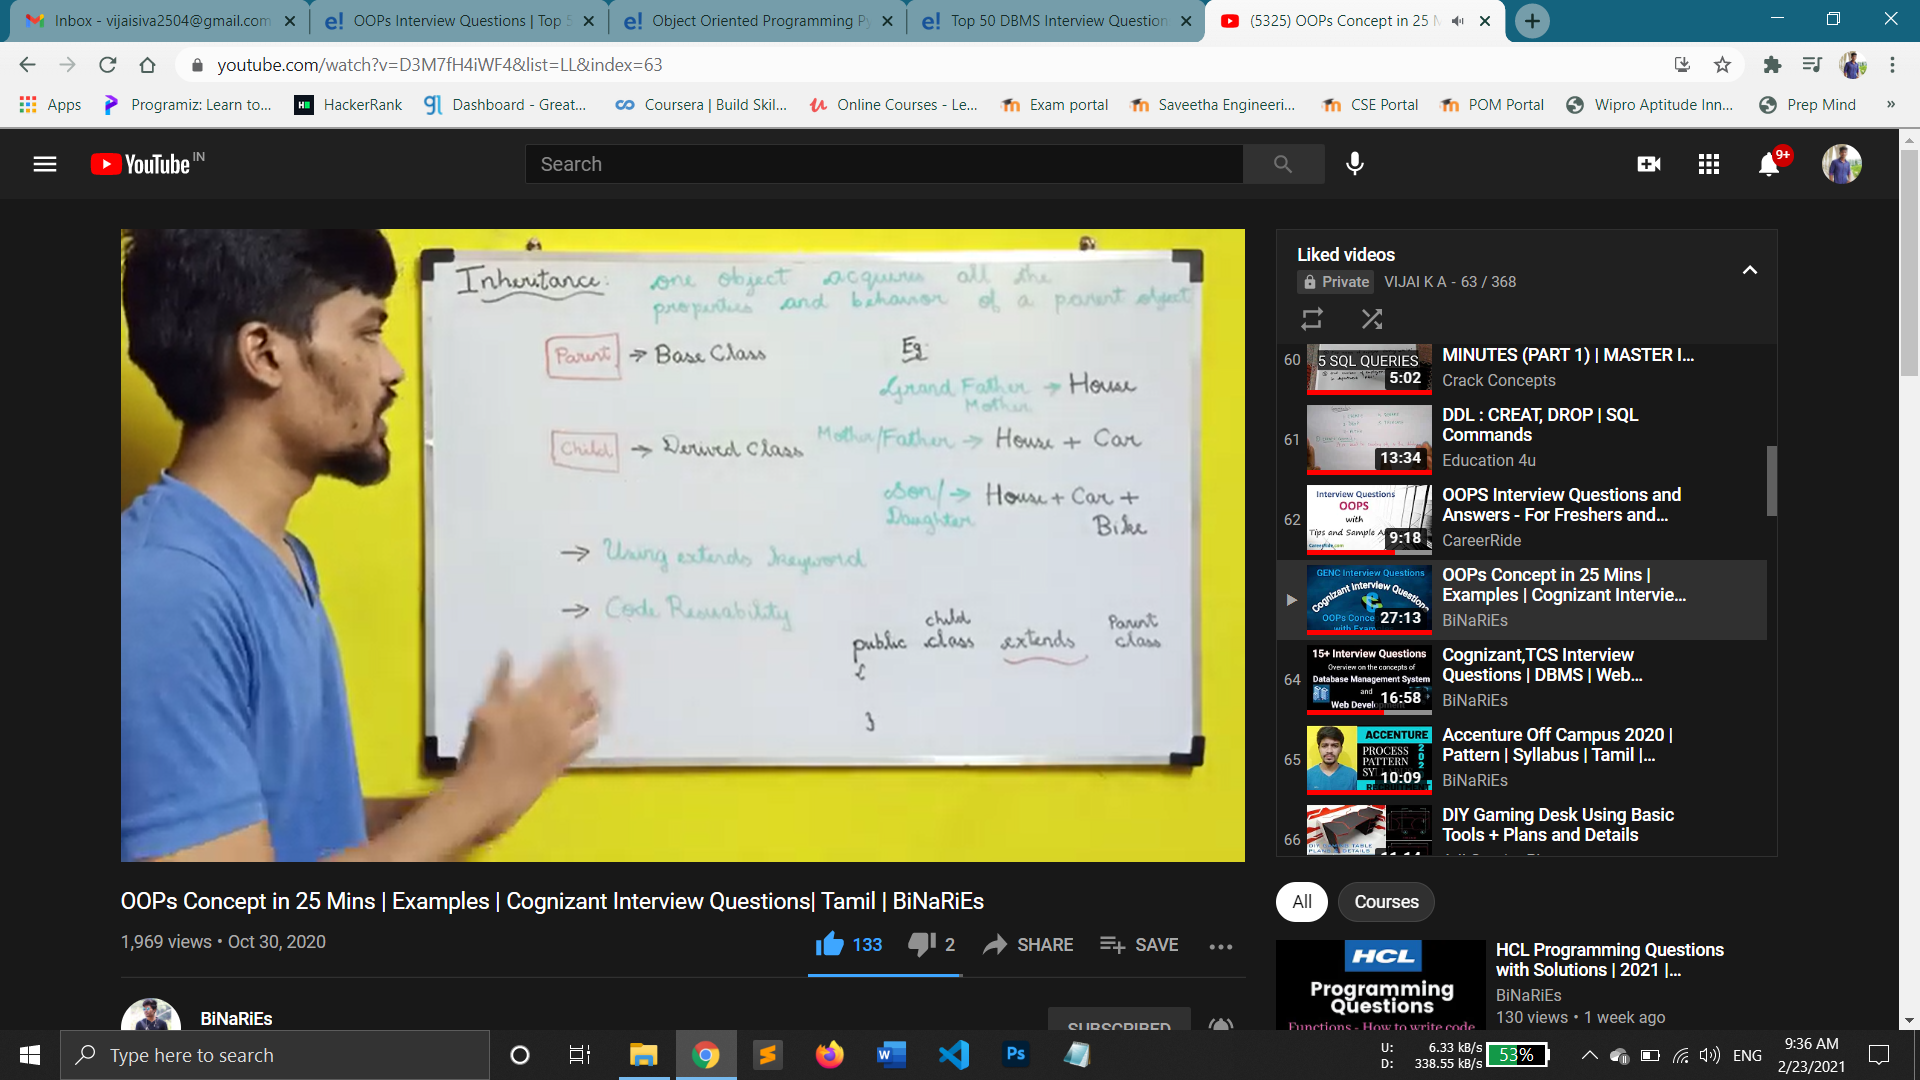 Inbox - vijaisiva2504@gmail.com
OOPs Interview Questions | Top 5
Object Oriented Programming Py
Top 50 DBMS Interview Question
(5325) OOPs Concept in 25 M
youtube.com/watch?v=D3M7fH4iWF4&list=LL&index=63
Apps
Programiz: Learn to...
HackerRank
Dashboard - Great...
Coursera | Build Skil...
Online Courses - Le...
Exam portal
Saveetha Engineeri...
CSE Portal
POM Portal
Wipro Aptitude Inn...
Prep Mind
»
YouTube IN
Search
9+
Inheritance: one object acquires all the
properties and behavior of a parent object
Parent → Base Class
Eg:
Grand Father → House
Mother
Child → Derived Class
Mother/Father → House + Car
Son/ → House + Car +
Daughter
Bike
→ Using extends keyword
→ Code Reusability
child
Parent
public class extends class
{
}
Liked videos
Private VIJAI K A - 63 / 368
60
5 SQL QUERIES
5:02
MINUTES (PART 1) | MASTER I...
Crack Concepts
61
13:34
DDL : CREAT, DROP | SQL
Commands
Education 4u
62
Interview Questions
OOPS
with
Tips and Sample A
9:18
OOPS Interview Questions and
Answers - For Freshers and...
CareerRide
GENC Interview Questions
Cognizant Interview Questions
OOPs Conce
with Exam
27:13
OOPs Concept in 25 Mins |
Examples | Cognizant Intervie...
BiNaRiEs
64
15+ Interview Questions
Overview on the concepts of
Database Management System
and
Web Devel
16:58
Cognizant,TCS Interview
Questions | DBMS | Web...
BiNaRiEs
65
ACCENTURE
PROCESS
PATTERN
SYL
RECRUITMENT
202
10:09
Accenture Off Campus 2020 |
Pattern | Syllabus | Tamil |...
BiNaRiEs
66
DIY Gaming Desk Using Basic
Tools + Plans and Details
OOPs Concept in 25 Mins | Examples | Cognizant Interview Questions| Tamil | BiNaRiEs
1,969 views • Oct 30, 2020
133
2
SHARE
SAVE
BiNaRiEs
SUBSCRIBED
All
Courses
HCL
Programming
Questions
Functions - How to write code
HCL Programming Questions
with Solutions | 2021 |...
BiNaRiEs
130 views • 1 week ago
Type here to search
W
Ps
U: 6.33 kB/s
D: 338.55 kB/s
53%
ENG
9:36 AM
2/23/2021